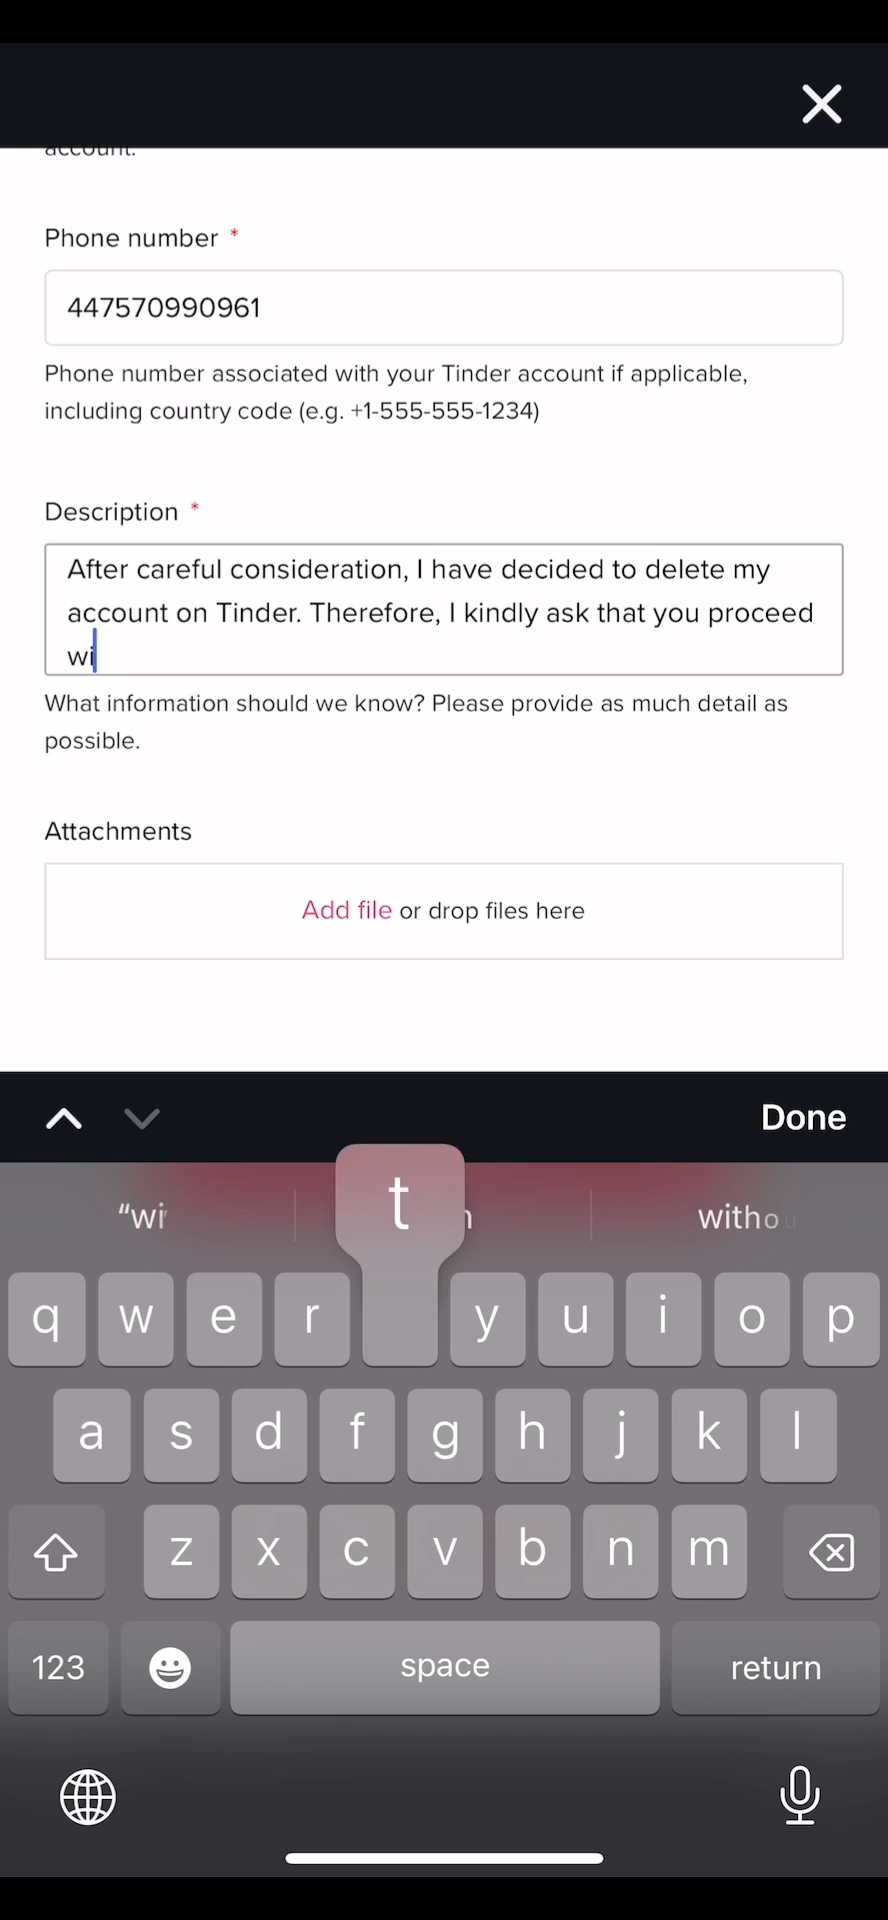 account.
Phone number *
447570990961
Phone number associated with your Tinder account if applicable,
including country code (e.g. +1-555-555-1234)
Description *
After careful consideration, I have decided to delete my
account on Tinder. Therefore, I kindly ask that you proceed
wi
What information should we know? Please provide as much detail as
possible.
Attachments
Add file or drop files here
Done
“wi
t
q w e r y u i o p
a s d f g h j k l
z x c v b n m
123 space return